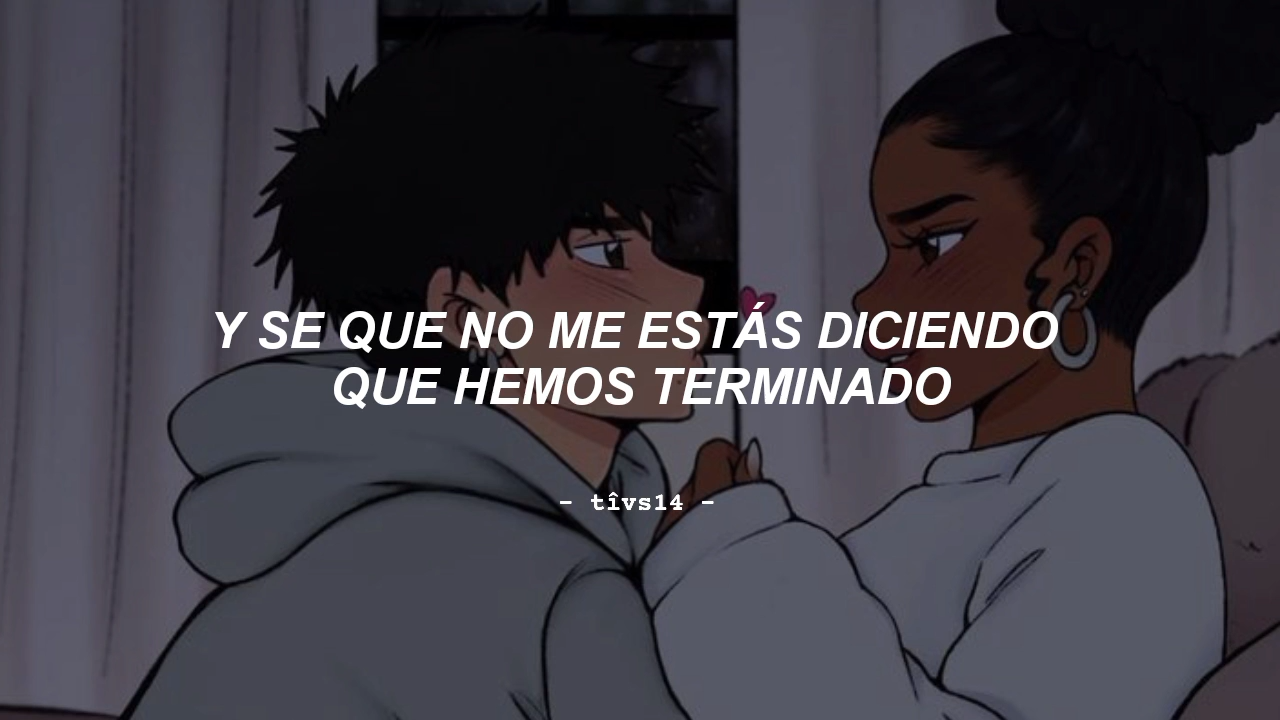 Y SE QUE NO ME ESTÁS DICIENDO
QUE HEMOS TERMINADO
- tîvs14 -